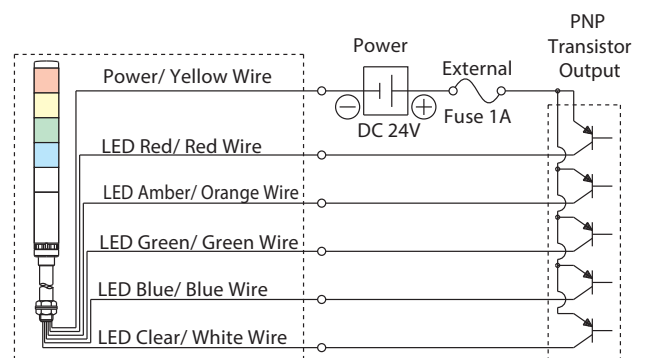 PNP
Transistor
Output
Power
External
Fuse 1A
DC 24V
Power/ Yellow Wire
LED Red/ Red Wire
LED Amber/ Orange Wire
LED Green/ Green Wire
LED Blue/ Blue Wire
LED Clear/ White Wire